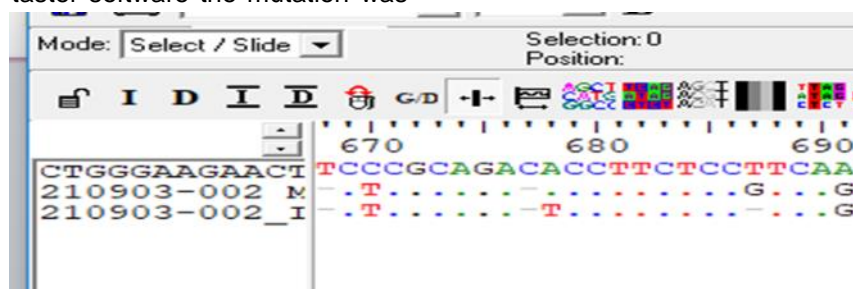 taster software the mutation was
Mode: Select / Slide
Selection: 0
Position:
I D I D G/D
670 680 690
CTGGGAAGAACT TCCCGCAGACACCTTCTCCTTCAA
210903-002 M -.T......-.........G...G
210903-002_I -.T......-T........-...G